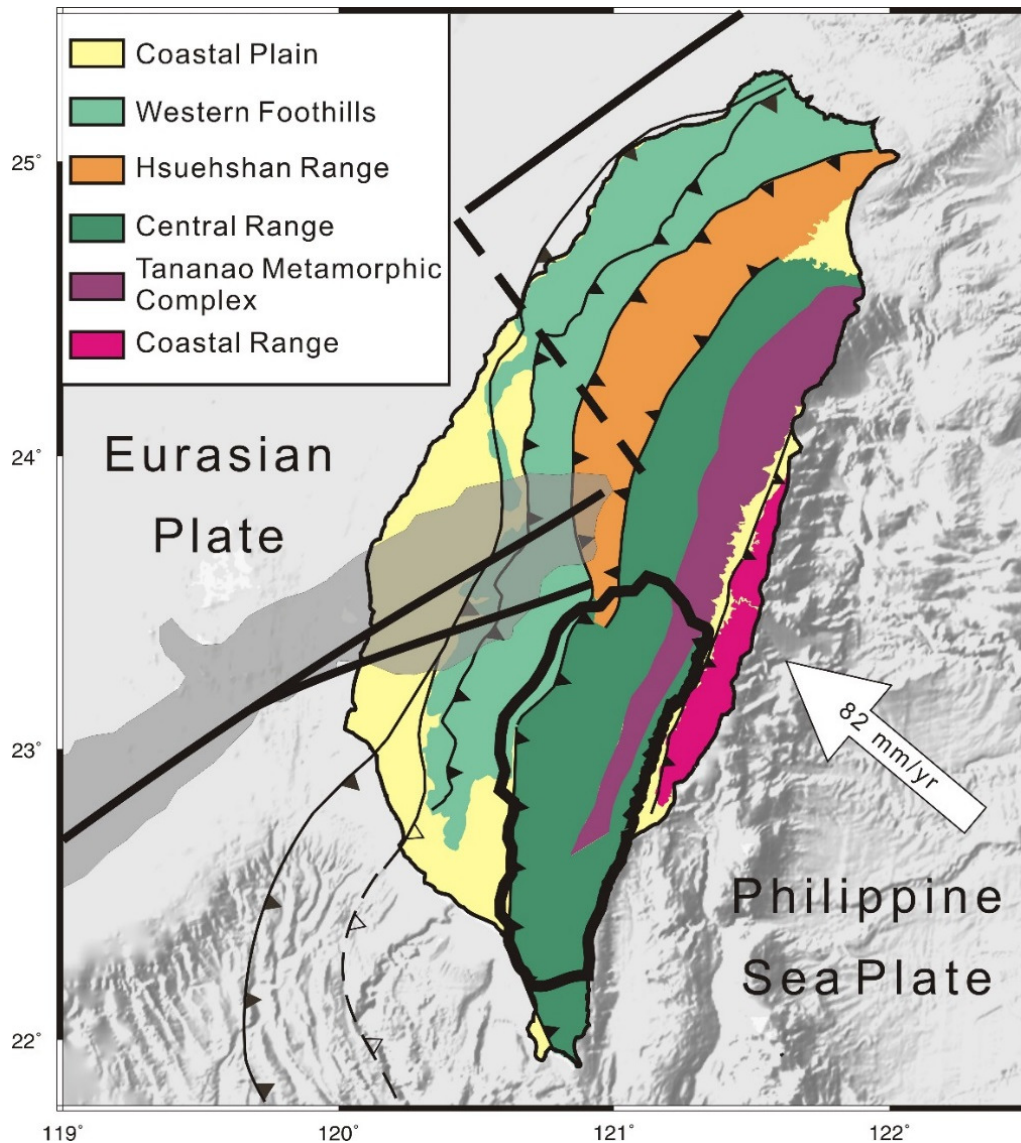 Coastal Plain
Western Foothills
Hsuehshan Range
Central Range
Tananao Metamorphic
Complex
Coastal Range
25°
24°
23°
22°
Eurasian
Plate
82 mm/yr
Philippine
Sea Plate
119°
120°
121°
122°